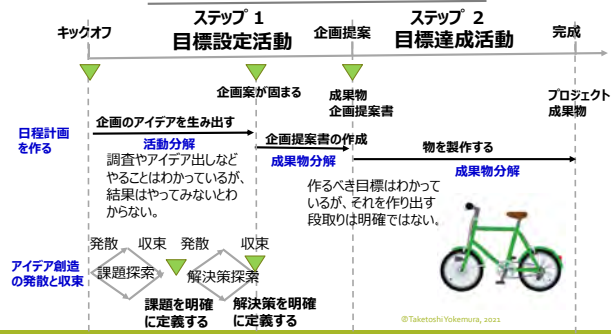 ステップ 1
ステップ 2
キックオフ
目標設定活動
企画提案
目標達成活動
完成
企画案が固まる
成果物
企画提案書
プロジェクト
成果物
日程計画
を作る
企画のアイデアを生み出す
活動分解
調査やアイデア出しなど
やることはわかっているが、
結果はやってみないとわ
からない。
企画提案書の作成
成果物分解
物を製作する
成果物分解
作るべき目標はわかって
いるが、それを作り出す
段取りは明確ではない。
アイデア創造
の発散と収束
発散
収束
発散
収束
課題探索
解決策探索
課題を明確
に定義する
解決策を明確
に定義する
©Taketoshi Yokemura, 2021